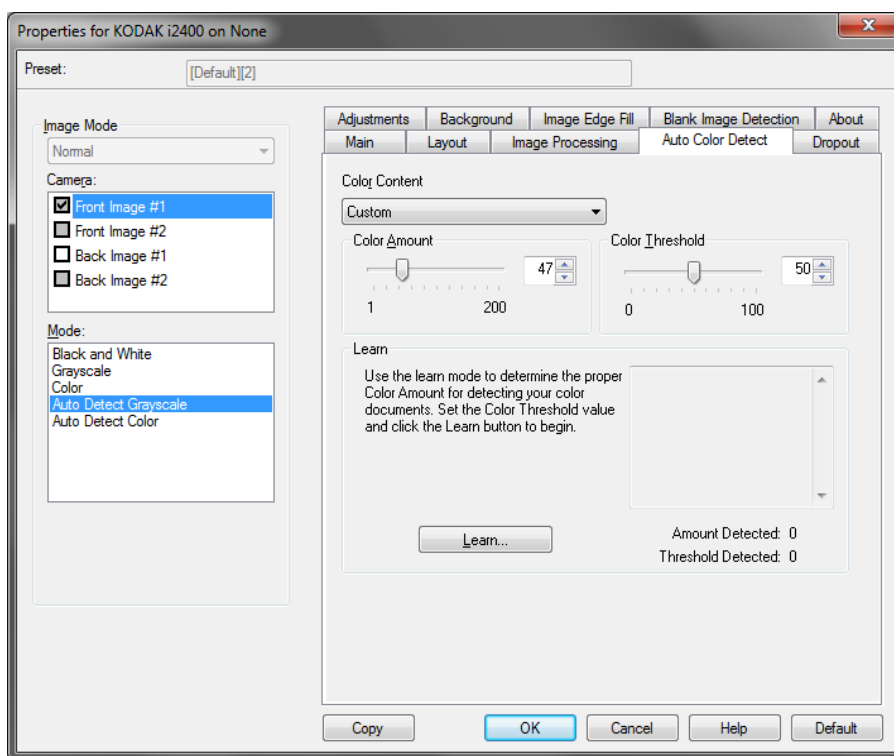 Properties for KODAK i2400 on None
Preset:
[Default][2]
Image Mode
Normal
Camera:
Front Image #1
Front Image #2
Back Image #1
Back Image #2
Mode:
Black and White
Grayscale
Color
Auto Detect Grayscale
Auto Detect Color
Adjustments Background Image Edge Fill Blank Image Detection About
Main Layout Image Processing Auto Color Detect Dropout
Color Content
Custom
Color Amount
47
1 200
Color Threshold
50
0 100
Learn
Use the learn mode to determine the proper
Color Amount for detecting your color
documents. Set the Color Threshold value
and click the Learn button to begin.
Learn...
Amount Detected: 0
Threshold Detected: 0
Copy OK Cancel Help Default